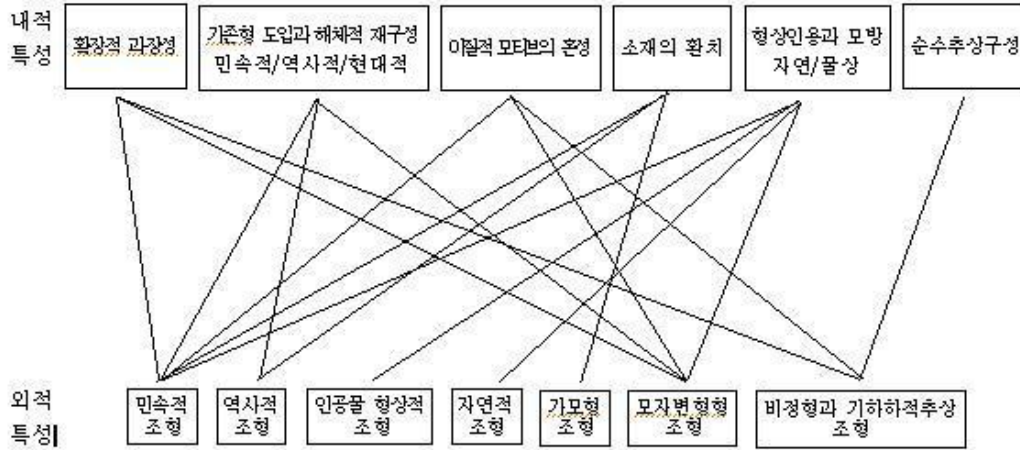 내적
특성
확장적 과장성
기존형 도입과 해체적 재구성
민속적/역사적/현대적
이질적 모티브의 혼성
소재의 환치
형상인용과 모방
자연/물상
순수추상구성
외적
특성
민속적
조형
역사적
조형
인공물 형상적
조형
자연적
조형
가모형
조형
모자변형형
조형
비정형과 기하하적추상
조형